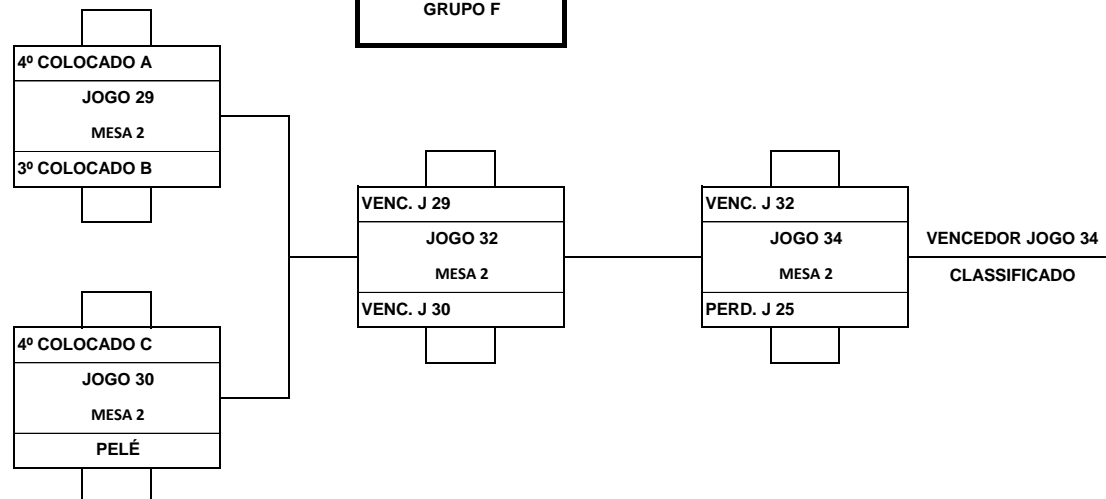 GRUPO F
4º COLOCADO A
JOGO 29
MESA 2
3º COLOCADO B
VENC. J 29
JOGO 32
MESA 2
VENC. J 30
VENC. J 32
JOGO 34
MESA 2
PERD. J 25
VENCEDOR JOGO 34
CLASSIFICADO
4º COLOCADO C
JOGO 30
MESA 2
PELÉ